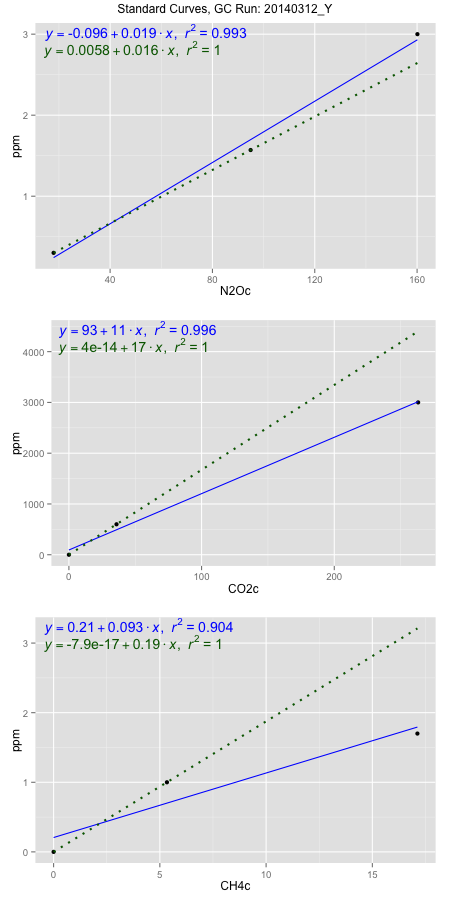 Standard Curves, GC Run: 20140312_Y
y = -0.096 + 0.019 · x, r² = 0.993
y = 0.0058 + 0.016 · x, r² = 1
3
2
1
ppm
40 80 120 160
N2Oc
y = 93 + 11 · x, r² = 0.996
y = 4e-14 + 17 · x, r² = 1
4000
3000
2000
1000
0
ppm
0 100 200
CO2c
y = 0.21 + 0.093 · x, r² = 0.904
y = -7.9e-17 + 0.19 · x, r² = 1
3
2
1
0
ppm
0 5 10 15
CH4c